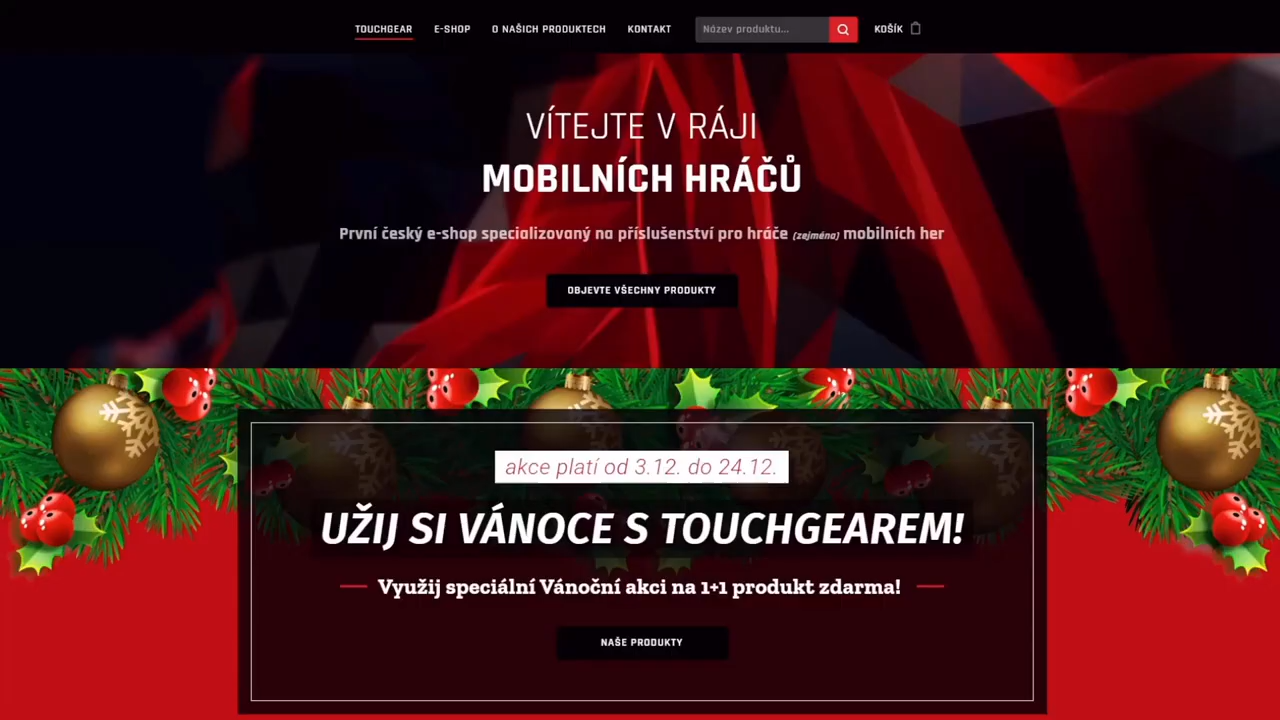 TOUCHGEAR E-SHOP O NAŠICH PRODUKTECH KONTAKT Název produktu... KOŠÍK
VÍTEJTE V RÁJI
MOBILNÍCH HRÁČŮ
První český e-shop specializovaný na příslušenství pro hráče (zejména) mobilních her
OBJEVTE VŠECHNY PRODUKTY
akce platí od 3.12. do 24.12.
UŽIJ SI VÁNOCE S TOUCHGEAREM!
Využij speciální Vánoční akci na 1+1 produkt zdarma!
NAŠE PRODUKTY